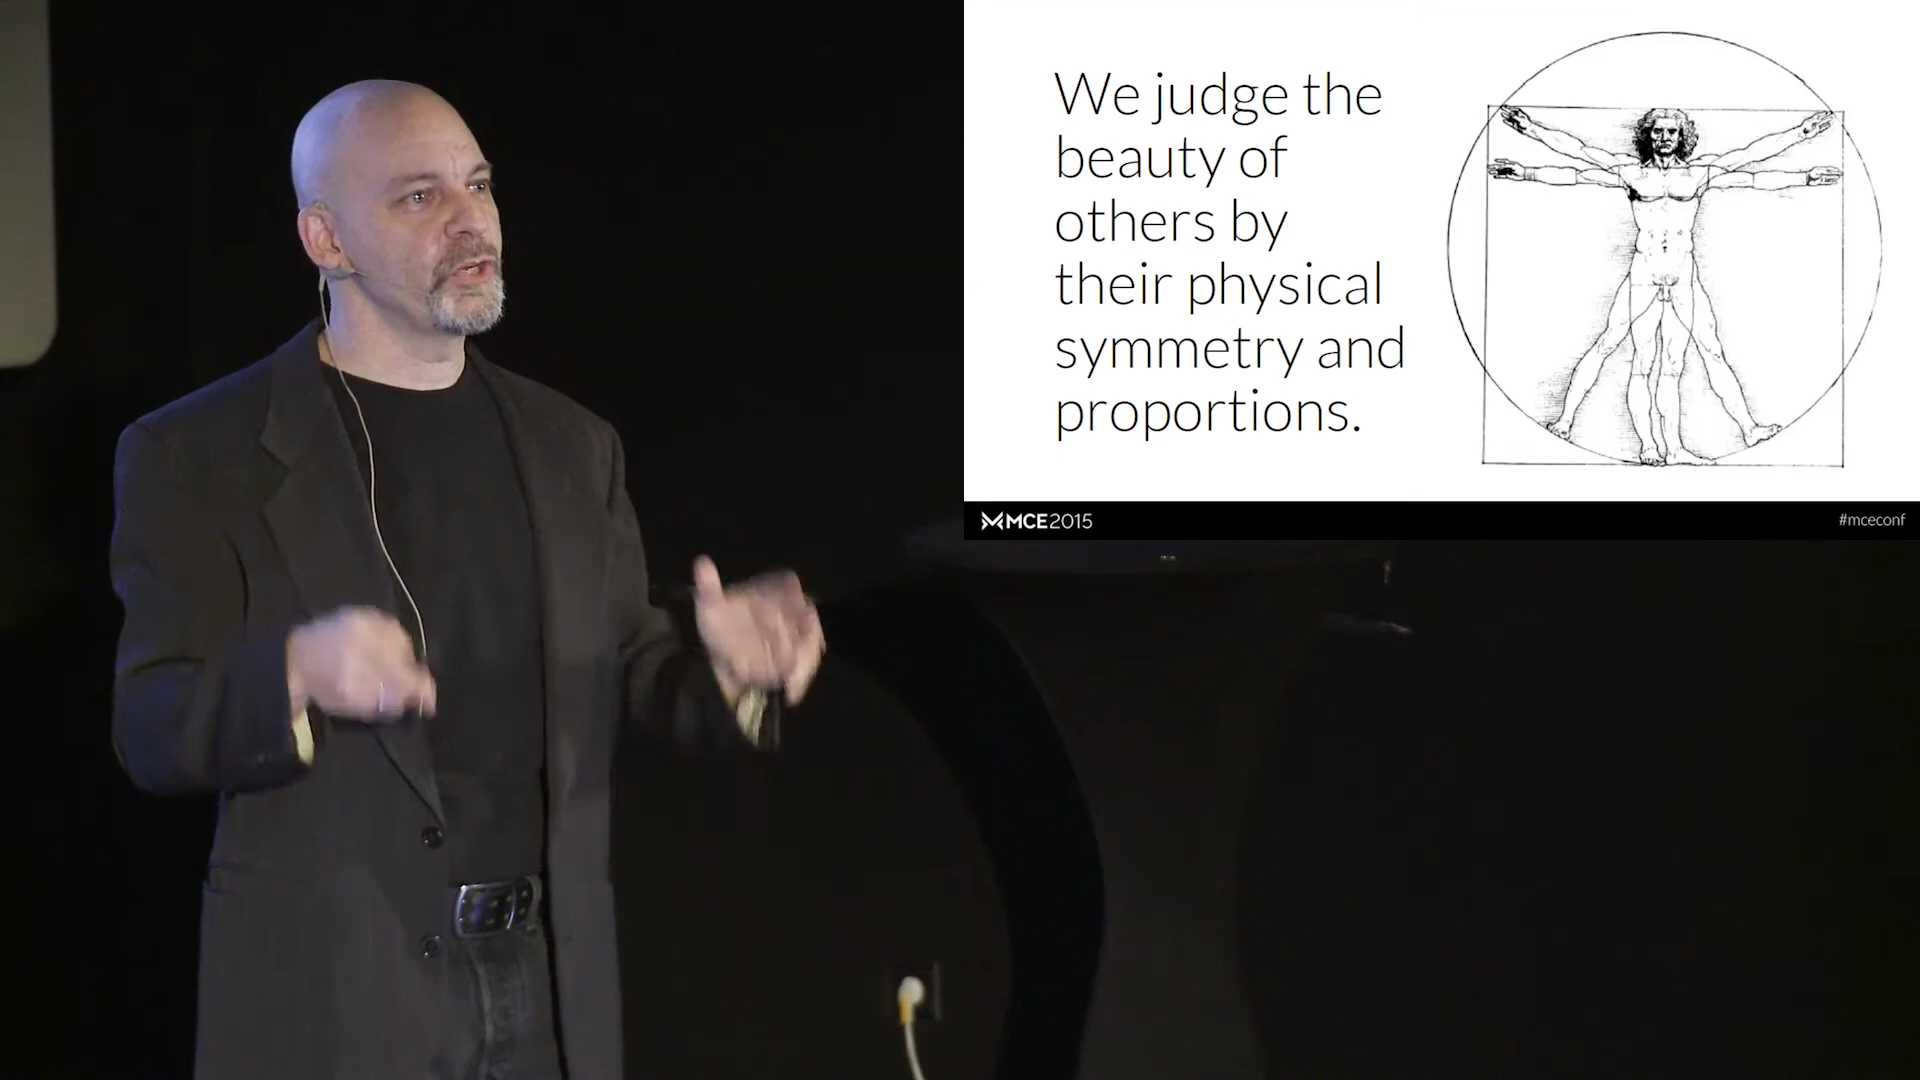 We judge the
beauty of
others by
their physical
symmetry and
proportions.
MCE2015
#mceconf